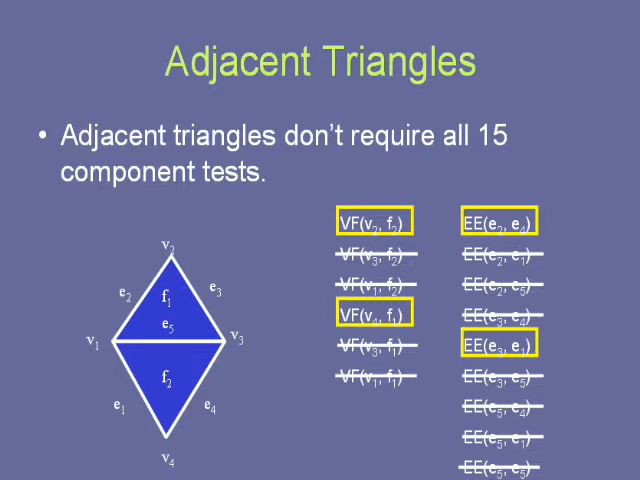 Adjacent Triangles
• Adjacent triangles don't require all 15
component tests.
VF(v₂, f₂)
VF(v₃, f₂)
VF(v₁, f₂)
VF(v₄, f₁)
VF(v₃, f₁)
VF(v₁, f₁)
EE(e₂, e₄)
EE(e₂, e₁)
EE(e₂, e₅)
EE(e₃, e₄)
EE(e₃, e₁)
EE(e₃, e₅)
EE(e₅, e₄)
EE(e₅, e₁)
EE(e₅, e₅)
v₂
e₂
f₁
e₃
e₅
v₁
v₃
f₂
e₁
e₄
v₄